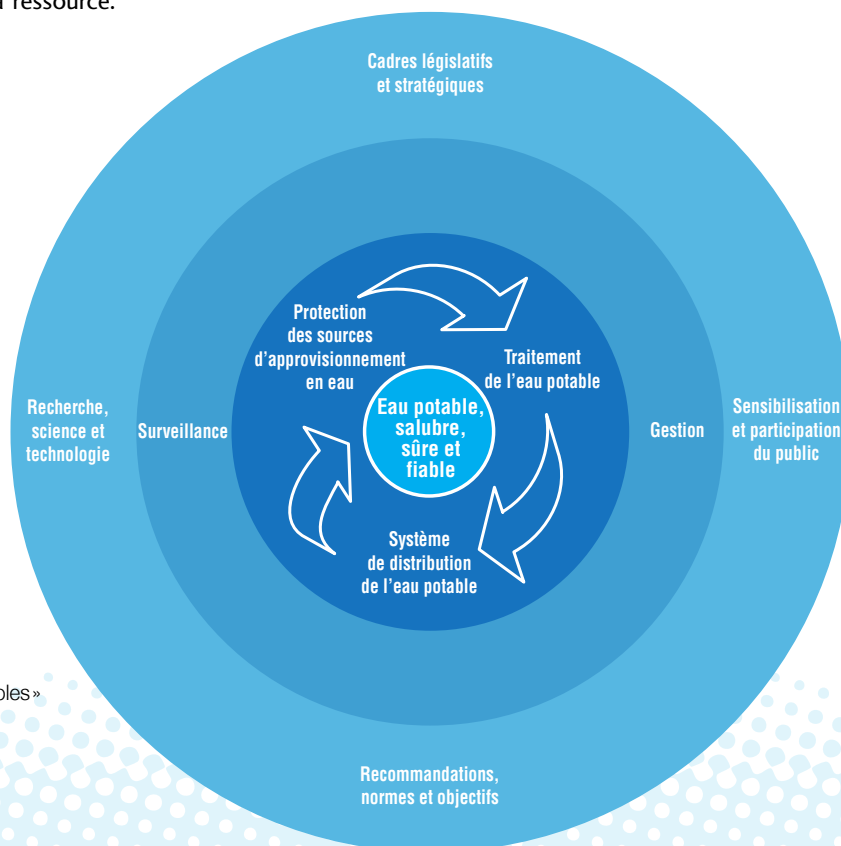 ressource.
Cadres législatifs
et stratégiques
Protection
des sources
d'approvisionnement
en eau
Traitement
de l'eau potable
Eau potable,
salubre,
sûre et
fiable
Recherche,
science et
technologie
Surveillance
Gestion
Sensibilisation
et participation
du public
Système
de distribution
de l'eau potable
Recommandations,
normes et objectifs